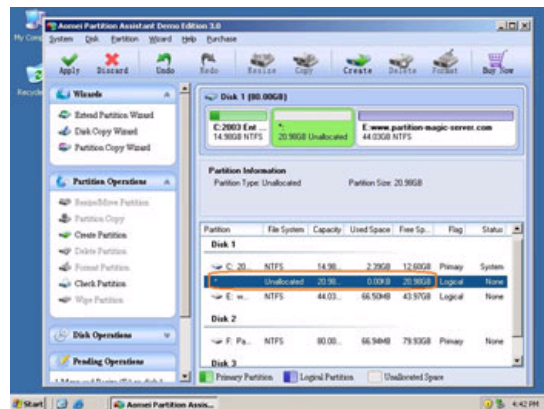 My Comp
Recycle
Aomei Partition Assistant Demo Edition 3.0
System Disk Partition Wizard Help Purchase
Apply Discard Undo Redo Resize Copy Create Delete Format Buy Now
Wizards
Extend Partition Wizard
Disk Copy Wizard
Partition Copy Wizard
Partition Operations
Resize/Move Partition
Partition Copy
Create Partition
Delete Partition
Format Partition
Check Partition
Wipe Partition
Disk Operations
Pending Operations
Disk 1 (80.00GB)
C:2003 Ent ...
14.90GB NTFS
*:
20.98GB Unallocated
E:www.partition-magic-server.com
44.03GB NTFS
Partition Information
Partition Type: Unallocated Partition Size: 20.98GB
Partition File System Capacity Used Space Free Sp... Flag Status
Disk 1
C: 20... NTFS 14.90... 2.39GB 12.60GB Primary System
* Unallocated 20.98... 0.00KB 20.98GB Logical None
E: w... NTFS 44.03... 66.50MB 43.97GB Logical None
Disk 2
F: Pa... NTFS 80.00... 66.94MB 79.93GB Primary None
Disk 3
Primary Partition Logical Partition Unallocated Space
Start Aomei Partition Assis... 4:42 PM